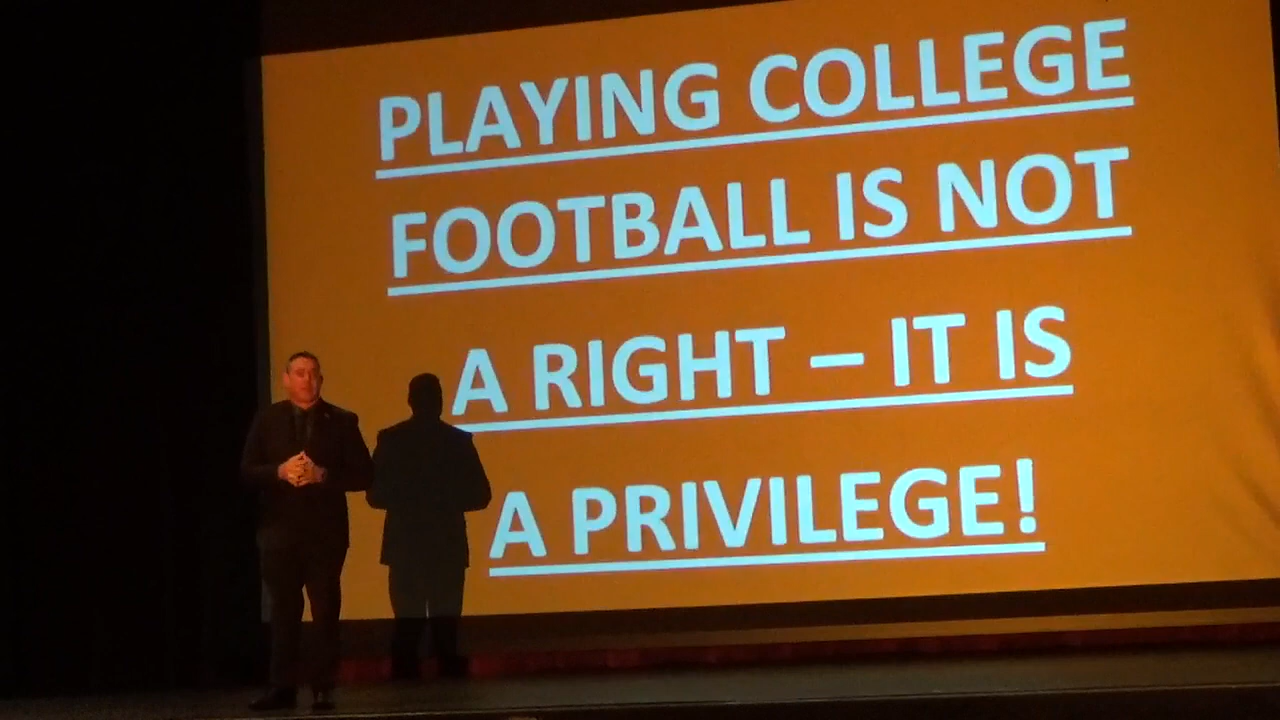 PLAYING COLLEGE
FOOTBALL IS NOT
A RIGHT – IT IS
A PRIVILEGE!